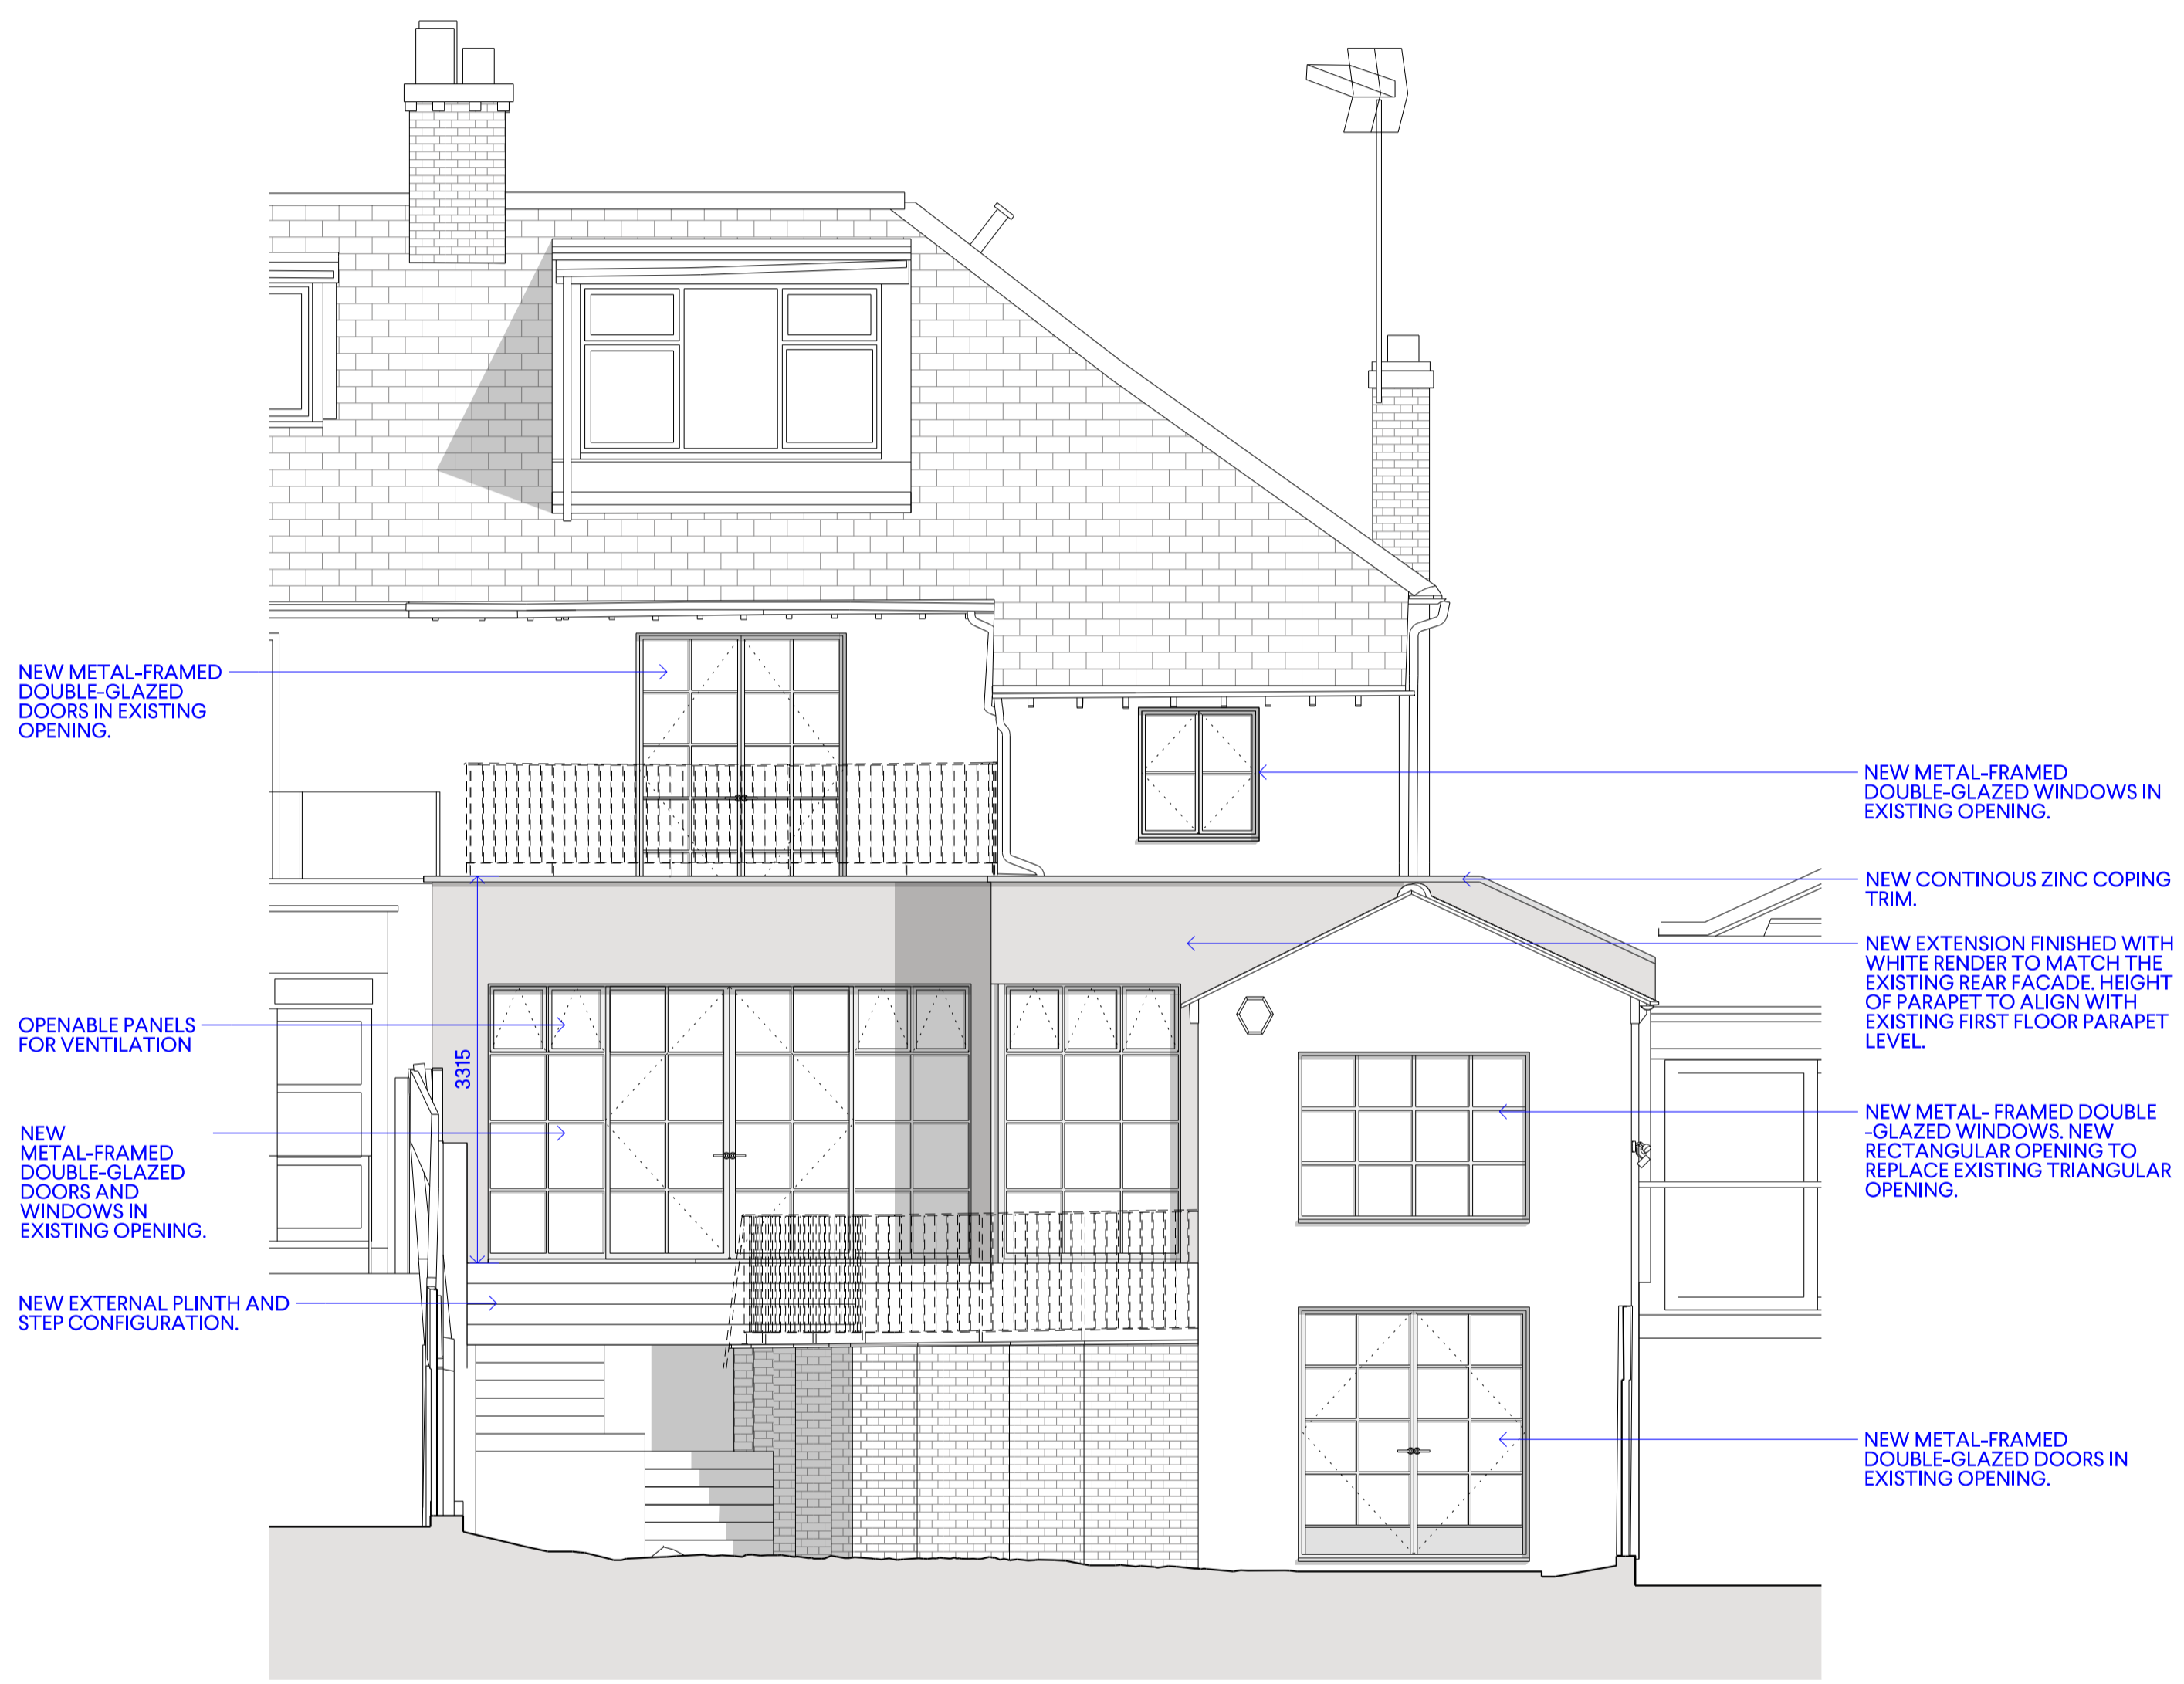 NEW METAL-FRAMED
DOUBLE-GLAZED
DOORS IN EXISTING
OPENING.
OPENABLE PANELS
FOR VENTILATION
3315
NEW
METAL-FRAMED
DOUBLE-GLAZED
DOORS AND
WINDOWS IN
EXISTING OPENING.
NEW EXTERNAL PLINTH AND
STEP CONFIGURATION.
NEW METAL-FRAMED
DOUBLE-GLAZED WINDOWS IN
EXISTING OPENING.
NEW CONTINOUS ZINC COPING
TRIM.
NEW EXTENSION FINISHED WITH
WHITE RENDER TO MATCH THE
EXISTING REAR FACADE. HEIGHT
OF PARAPET TO ALIGN WITH
EXISTING FIRST FLOOR PARAPET
LEVEL.
NEW METAL- FRAMED DOUBLE
-GLAZED WINDOWS. NEW
RECTANGULAR OPENING TO
REPLACE EXISTING TRIANGULAR
OPENING.
NEW METAL-FRAMED
DOUBLE-GLAZED DOORS IN
EXISTING OPENING.